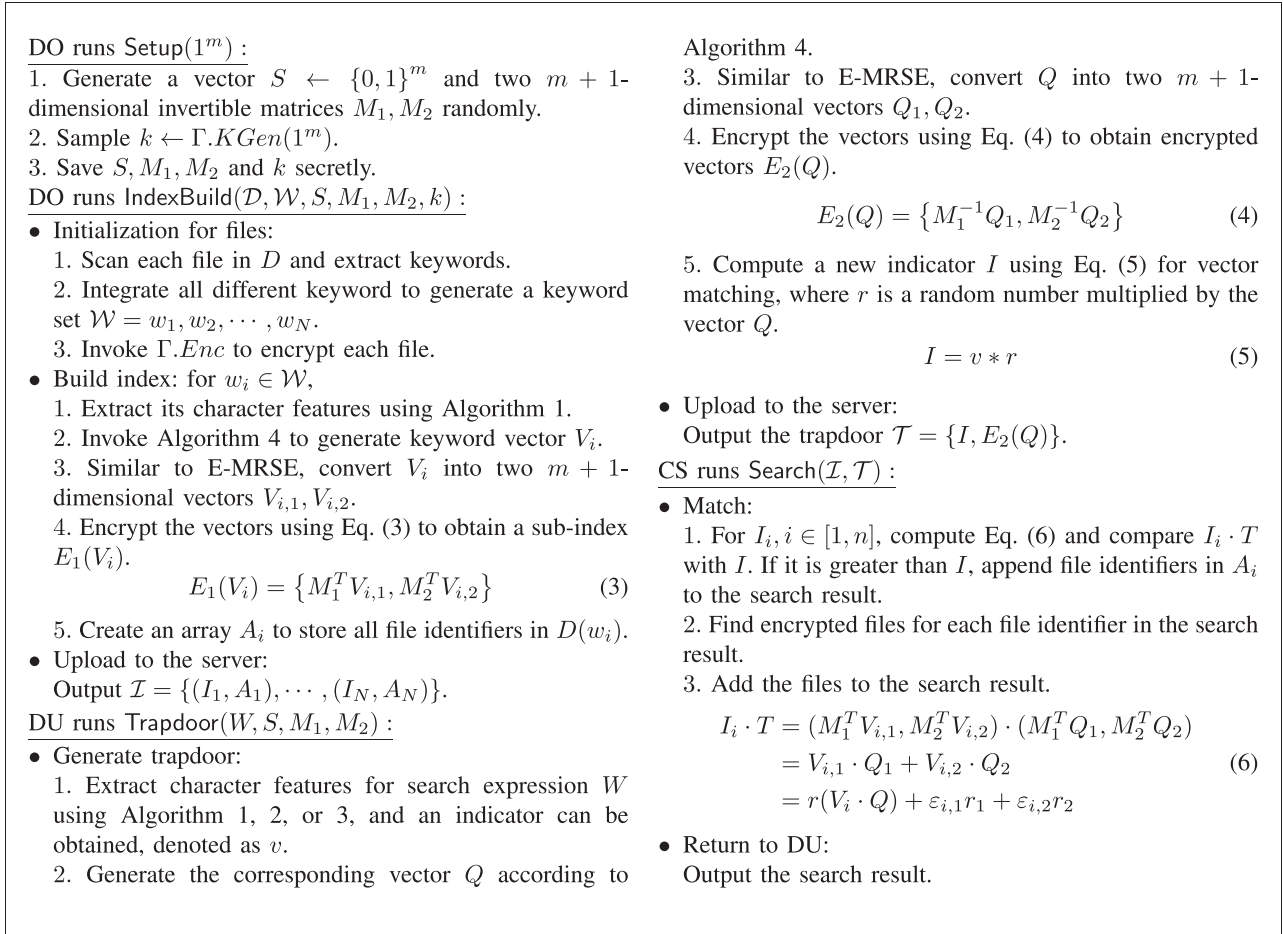 DO runs Setup(1^m) :
1. Generate a vector S ← {0, 1}^m and two m + 1-
dimensional invertible matrices M_1, M_2 randomly.
2. Sample k ← Γ.KGen(1^m).
3. Save S, M_1, M_2 and k secretly.
DO runs IndexBuild(𝒟, 𝒲, S, M_1, M_2, k) :
• Initialization for files:
1. Scan each file in D and extract keywords.
2. Integrate all different keyword to generate a keyword
set 𝒲 = w_1, w_2, ··· , w_N.
3. Invoke Γ.Enc to encrypt each file.
• Build index: for w_i ∈ 𝒲,
1. Extract its character features using Algorithm 1.
2. Invoke Algorithm 4 to generate keyword vector V_i.
3. Similar to E-MRSE, convert V_i into two m + 1-
dimensional vectors V_{i,1}, V_{i,2}.
4. Encrypt the vectors using Eq. (3) to obtain a sub-index
E_1(V_i).
E_1(V_i) = {M_1^T V_{i,1}, M_2^T V_{i,2}} (3)
5. Create an array A_i to store all file identifiers in D(w_i).
• Upload to the server:
Output ℐ = {(I_1, A_1), ··· , (I_N, A_N)}.
DU runs Trapdoor(W, S, M_1, M_2) :
• Generate trapdoor:
1. Extract character features for search expression W
using Algorithm 1, 2, or 3, and an indicator can be
obtained, denoted as v.
2. Generate the corresponding vector Q according to
Algorithm 4.
3. Similar to E-MRSE, convert Q into two m + 1-
dimensional vectors Q_1, Q_2.
4. Encrypt the vectors using Eq. (4) to obtain encrypted
vectors E_2(Q).
E_2(Q) = {M_1^{-1} Q_1, M_2^{-1} Q_2} (4)
5. Compute a new indicator I using Eq. (5) for vector
matching, where r is a random number multiplied by the
vector Q.
I = v ∗ r (5)
• Upload to the server:
Output the trapdoor 𝒯 = {I, E_2(Q)}.
CS runs Search(ℐ, 𝒯) :
• Match:
1. For I_i, i ∈ [1, n], compute Eq. (6) and compare I_i · T
with I. If it is greater than I, append file identifiers in A_i
to the search result.
2. Find encrypted files for each file identifier in the search
result.
3. Add the files to the search result.
I_i · T = (M_1^T V_{i,1}, M_2^T V_{i,2}) · (M_1^T Q_1, M_2^T Q_2)
= V_{i,1} · Q_1 + V_{i,2} · Q_2 (6)
= r(V_i · Q) + ε_{i,1} r_1 + ε_{i,2} r_2
• Return to DU:
Output the search result.